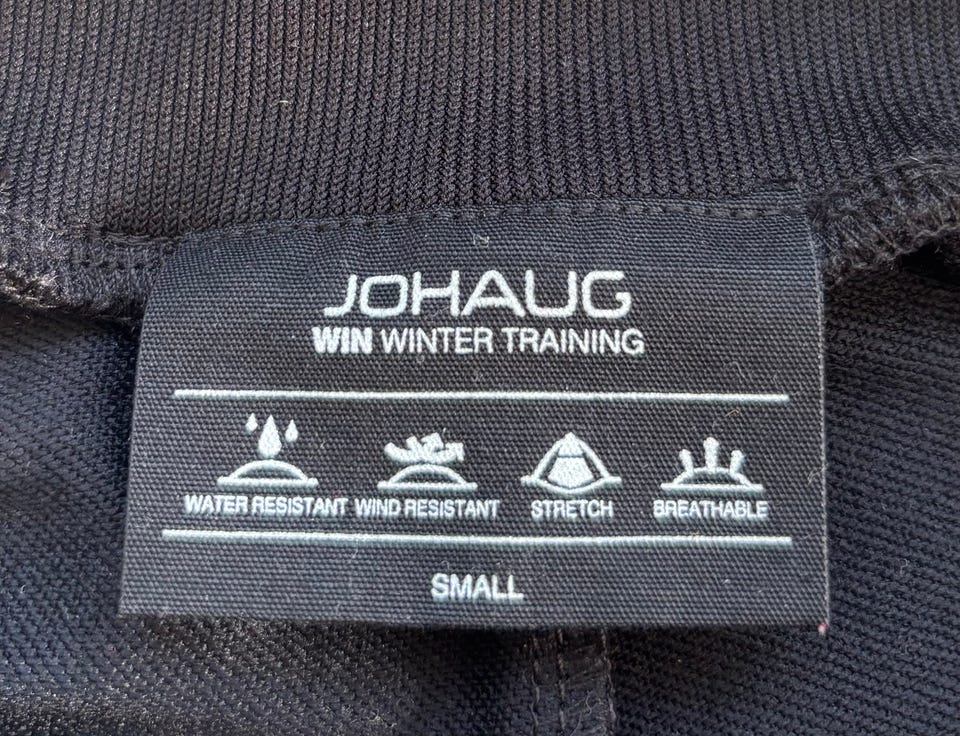 JOHAUG
WIN WINTER TRAINING
WATER RESISTANT WIND RESISTANT STRETCH BREATHABLE
SMALL